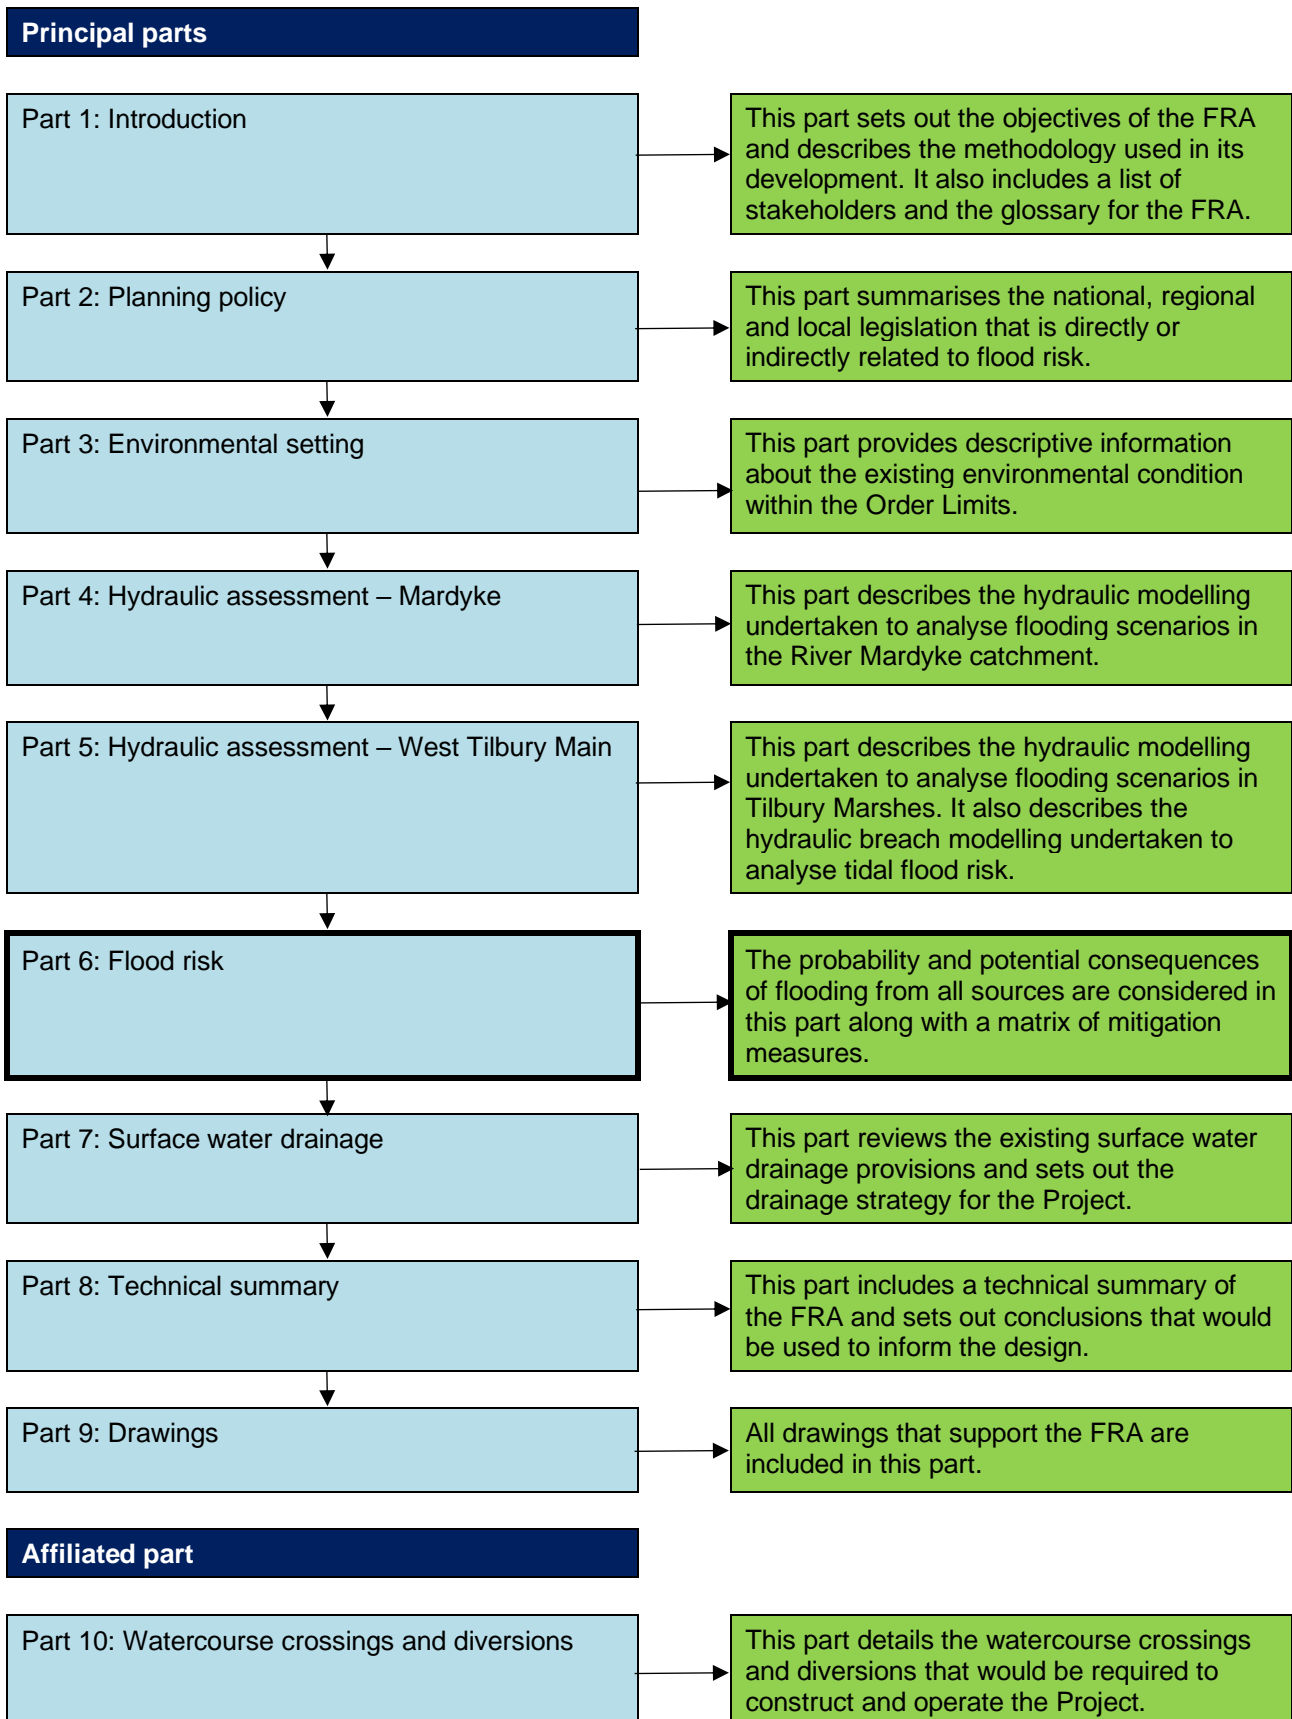 Principal parts
Part 1: Introduction
This part sets out the objectives of the FRA
and describes the methodology used in its
development. It also includes a list of
stakeholders and the glossary for the FRA.
Part 2: Planning policy
This part summarises the national, regional
and local legislation that is directly or
indirectly related to flood risk.
Part 3: Environmental setting
This part provides descriptive information
about the existing environmental condition
within the Order Limits.
Part 4: Hydraulic assessment – Mardyke
This part describes the hydraulic modelling
undertaken to analyse flooding scenarios in
the River Mardyke catchment.
Part 5: Hydraulic assessment – West Tilbury Main
This part describes the hydraulic modelling
undertaken to analyse flooding scenarios in
Tilbury Marshes. It also describes the
hydraulic breach modelling undertaken to
analyse tidal flood risk.
Part 6: Flood risk
The probability and potential consequences
of flooding from all sources are considered in
this part along with a matrix of mitigation
measures.
Part 7: Surface water drainage
This part reviews the existing surface water
drainage provisions and sets out the
drainage strategy for the Project.
Part 8: Technical summary
This part includes a technical summary of
the FRA and sets out conclusions that would
be used to inform the design.
Part 9: Drawings
All drawings that support the FRA are
included in this part.
Affiliated part
Part 10: Watercourse crossings and diversions
This part details the watercourse crossings
and diversions that would be required to
construct and operate the Project.